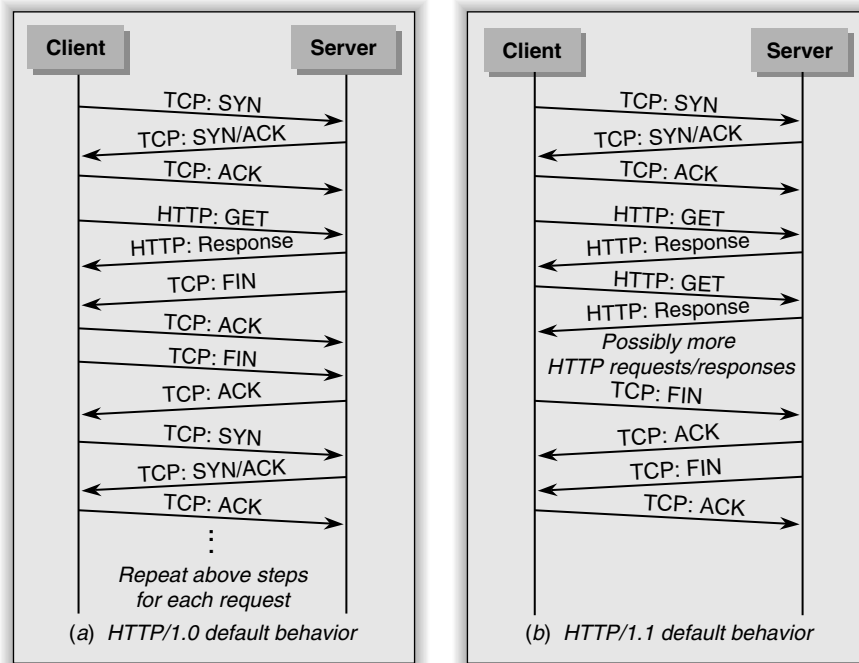 Client
Server
TCP: SYN
TCP: SYN/ACK
TCP: ACK
HTTP: GET
HTTP: Response
TCP: FIN
TCP: ACK
TCP: FIN
TCP: ACK
TCP: SYN
TCP: SYN/ACK
TCP: ACK
⋮
Repeat above steps
for each request
(a) HTTP/1.0 default behavior
Client
Server
TCP: SYN
TCP: SYN/ACK
TCP: ACK
HTTP: GET
HTTP: Response
HTTP: GET
HTTP: Response
Possibly more
HTTP requests/responses
TCP: FIN
TCP: ACK
TCP: FIN
TCP: ACK
(b) HTTP/1.1 default behavior